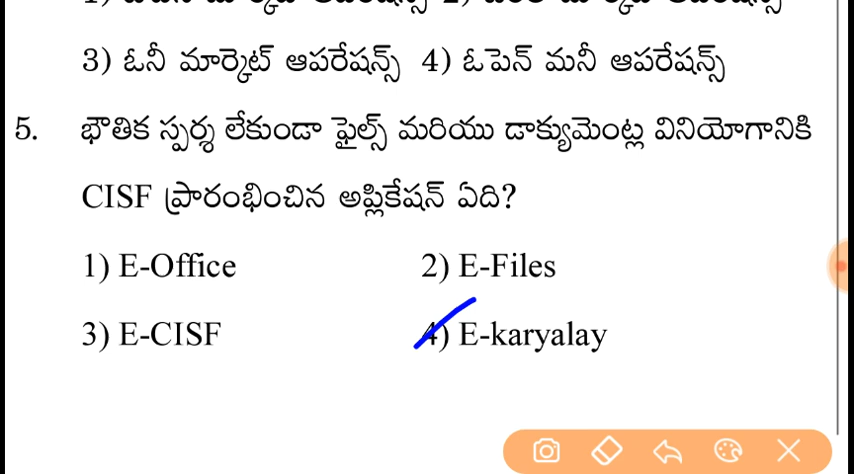 3) ఓనీ మార్కెట్ ఆపరేషన్స్ 4) ఓపెన్ మనీ ఆపరేషన్స్
5. భౌతిక స్పర్శ లేకుండా ఫైల్స్ మరియు డాక్యుమెంట్ల వినియోగానికి
CISF ప్రారంభించిన అప్లికేషన్ ఏది?
1) E-Office 2) E-Files
3) E-CISF 4) E-karyalay